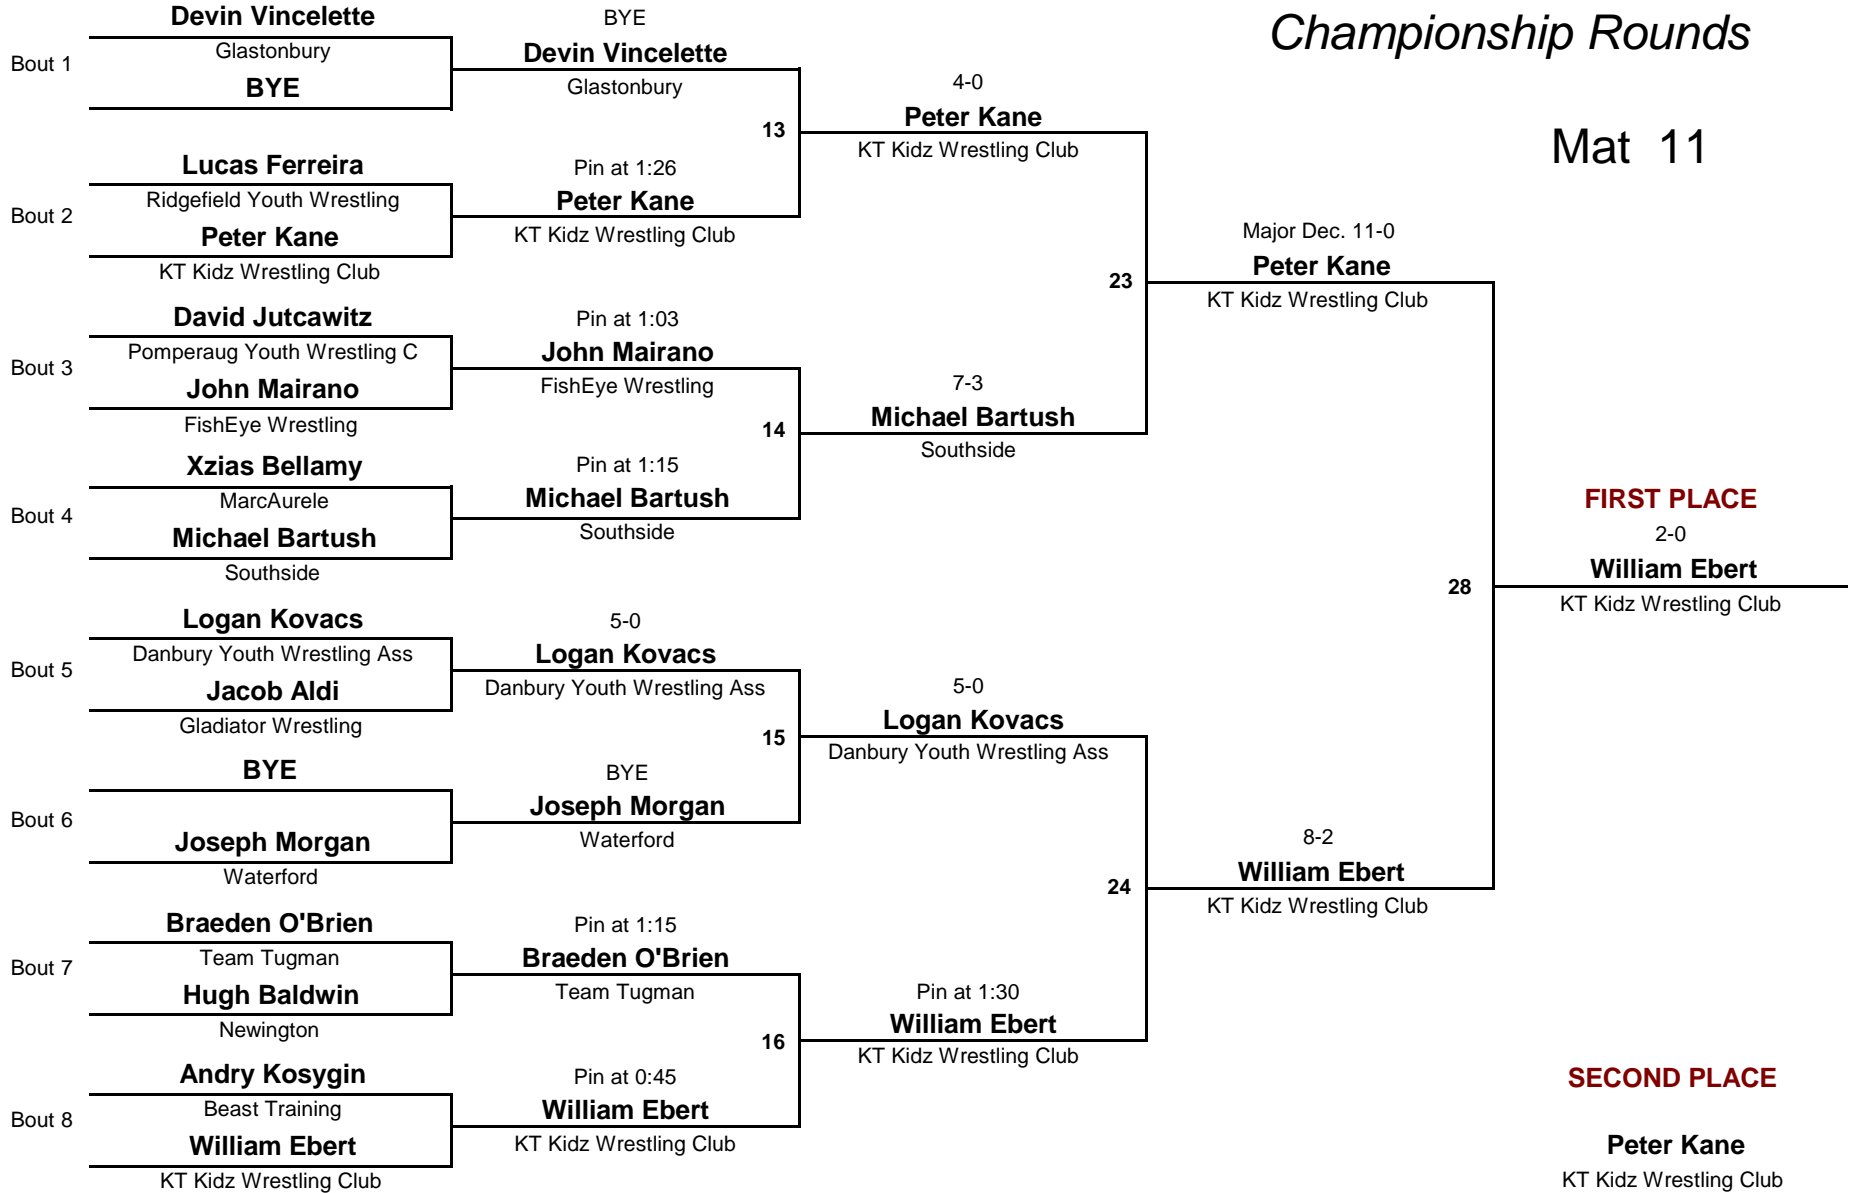 Championship Rounds
Mat 11
Bout 1
Devin Vincelette
Glastonbury
BYE
Bout 2
Lucas Ferreira
Ridgefield Youth Wrestling
Peter Kane
KT Kidz Wrestling Club
Bout 3
David Jutcawitz
Pomperaug Youth Wrestling C
John Mairano
FishEye Wrestling
Bout 4
Xzias Bellamy
MarcAurele
Michael Bartush
Southside
Bout 5
Logan Kovacs
Danbury Youth Wrestling Ass
Jacob Aldi
Gladiator Wrestling
Bout 6
BYE
Joseph Morgan
Waterford
Bout 7
Braeden O'Brien
Team Tugman
Hugh Baldwin
Newington
Bout 8
Andry Kosygin
Beast Training
William Ebert
KT Kidz Wrestling Club
BYE
Devin Vincelette
Glastonbury
13
Pin at 1:26
Peter Kane
KT Kidz Wrestling Club
Pin at 1:03
John Mairano
FishEye Wrestling
14
Pin at 1:15
Michael Bartush
Southside
5-0
Logan Kovacs
Danbury Youth Wrestling Ass
15
BYE
Joseph Morgan
Waterford
Pin at 1:15
Braeden O'Brien
Team Tugman
16
Pin at 0:45
William Ebert
KT Kidz Wrestling Club
4-0
Peter Kane
KT Kidz Wrestling Club
23
7-3
Michael Bartush
Southside
5-0
Logan Kovacs
Danbury Youth Wrestling Ass
24
Pin at 1:30
William Ebert
KT Kidz Wrestling Club
Major Dec. 11-0
Peter Kane
KT Kidz Wrestling Club
28
8-2
William Ebert
KT Kidz Wrestling Club
FIRST PLACE
2-0
William Ebert
KT Kidz Wrestling Club
SECOND PLACE
Peter Kane
KT Kidz Wrestling Club